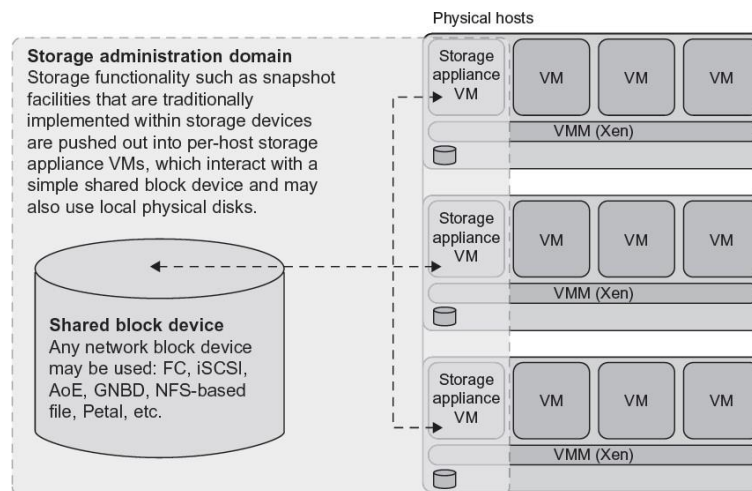 Physical hosts
Storage administration domain
Storage functionality such as snapshot
facilities that are traditionally
implemented within storage devices
are pushed out into per-host storage
appliance VMs, which interact with a
simple shared block device and may
also use local physical disks.
Storage
appliance
VM
VM
VM
VM
VMM (Xen)
Storage
appliance
VM
VM
VM
VM
VMM (Xen)
Shared block device
Any network block device
may be used: FC, iSCSI,
AoE, GNBD, NFS-based
file, Petal, etc.
Storage
appliance
VM
VM
VM
VM
VMM (Xen)